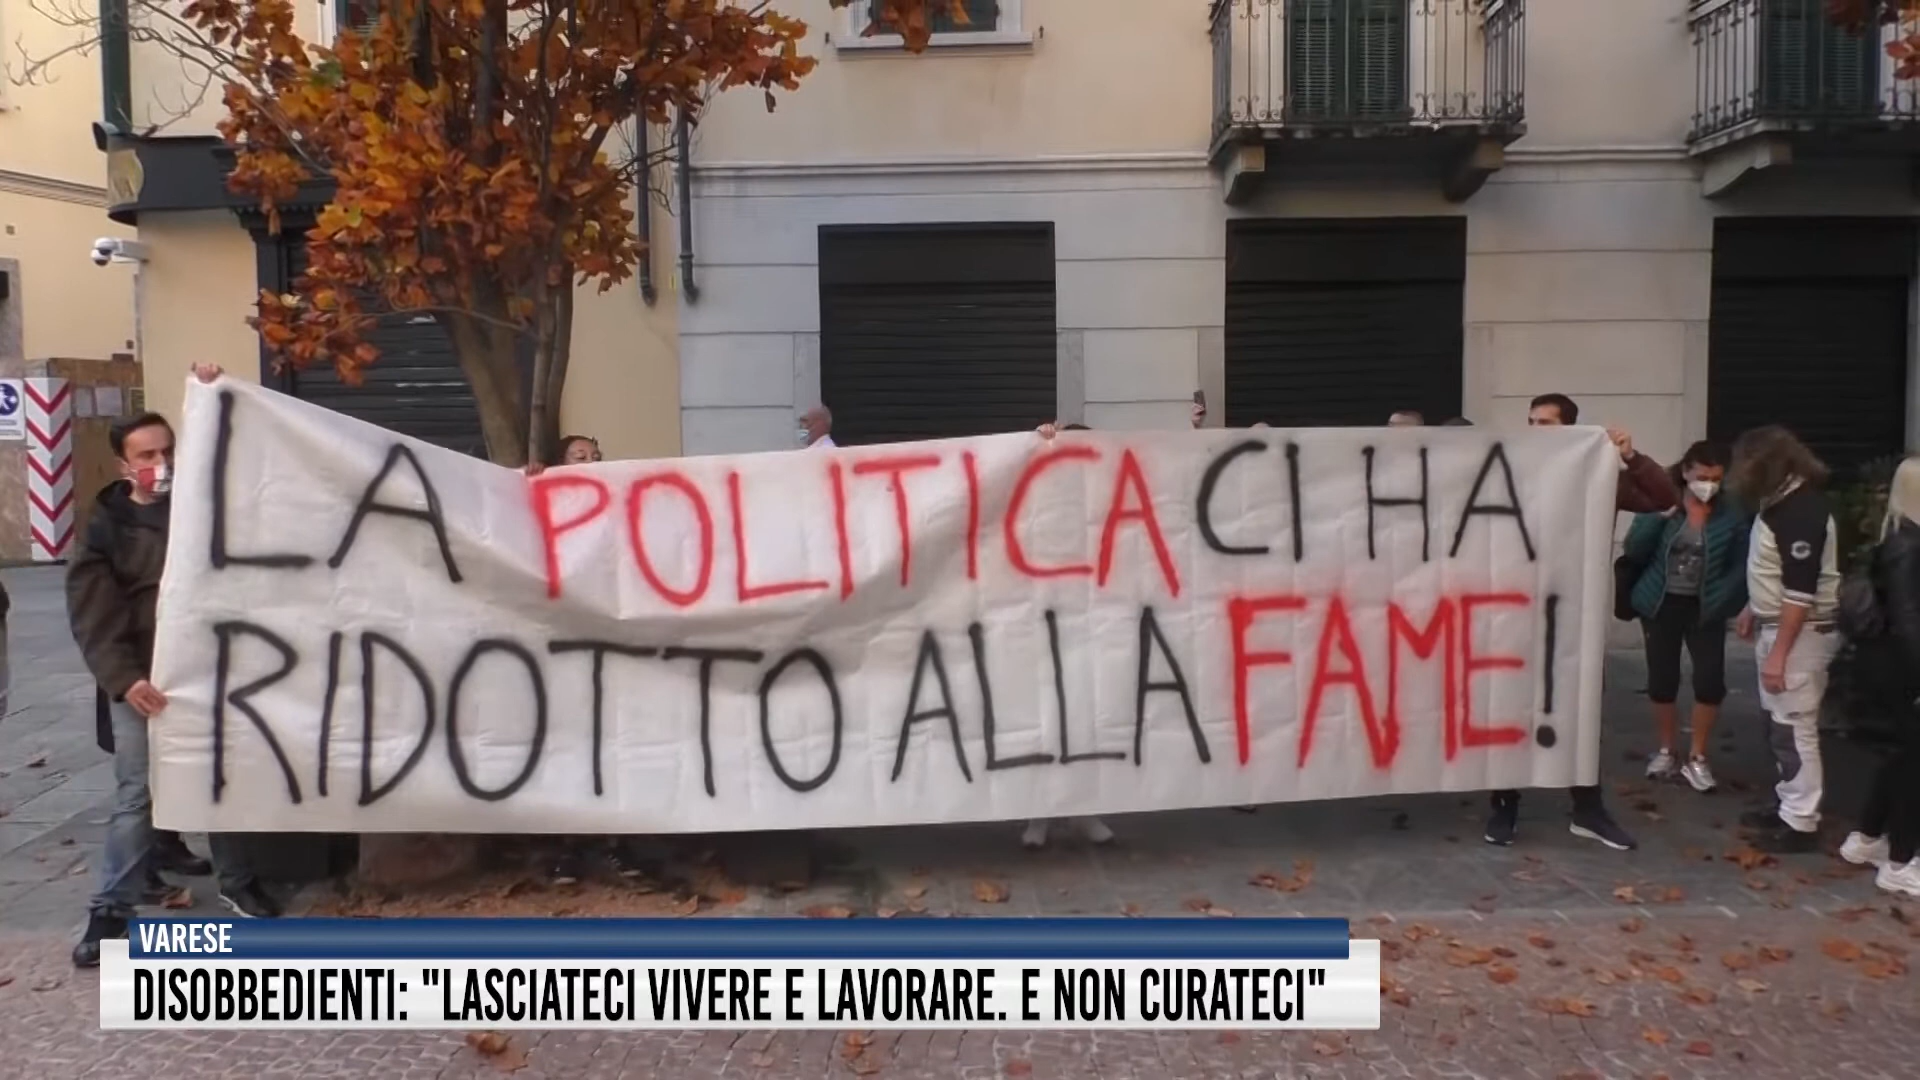 LA POLITICA CI HA
RIDOTTO ALLA FAME!
VARESE
DISOBBEDIENTI: "LASCIATECI VIVERE E LAVORARE. E NON CURATECI"